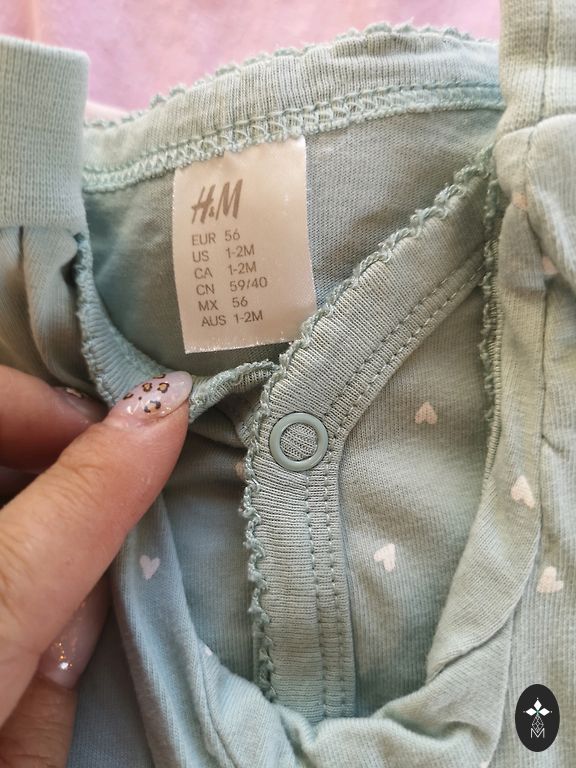 H&M
EUR 56
US 1-2M
CA 1-2M
CN 59/40
MX 56
AUS 1-2M
M